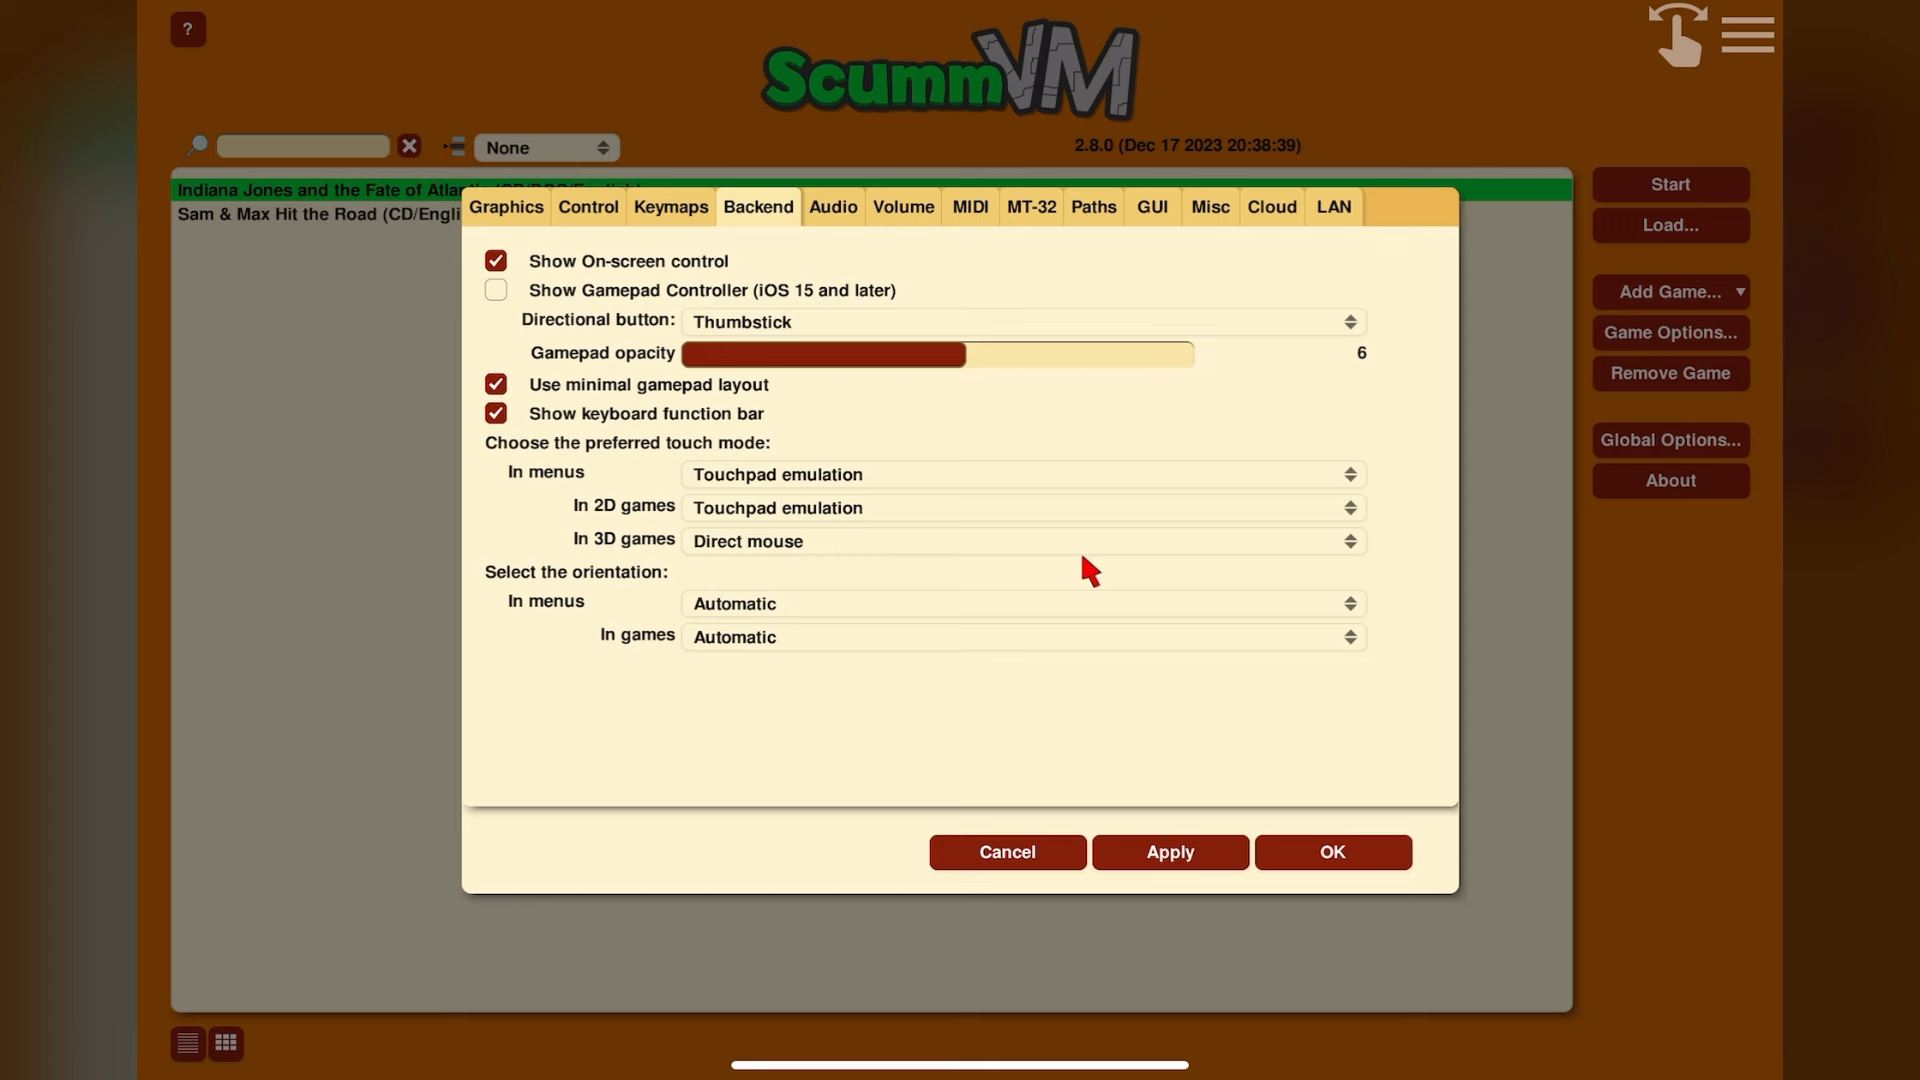 ?
ScummVM
None
2.8.0 (Dec 17 2023 20:38:39)
Indiana Jones and the Fate of Atlantis (CD/DOS/English)
Sam & Max Hit the Road (CD/Engli
Graphics Control Keymaps Backend Audio Volume MIDI MT-32 Paths GUI Misc Cloud LAN
Show On-screen control
Show Gamepad Controller (iOS 15 and later)
Directional button: Thumbstick
Gamepad opacity 6
Use minimal gamepad layout
Show keyboard function bar
Choose the preferred touch mode:
In menus Touchpad emulation
In 2D games Touchpad emulation
In 3D games Direct mouse
Select the orientation:
In menus Automatic
In games Automatic
Cancel Apply OK
Start
Load...
Add Game...
Game Options...
Remove Game
Global Options...
About